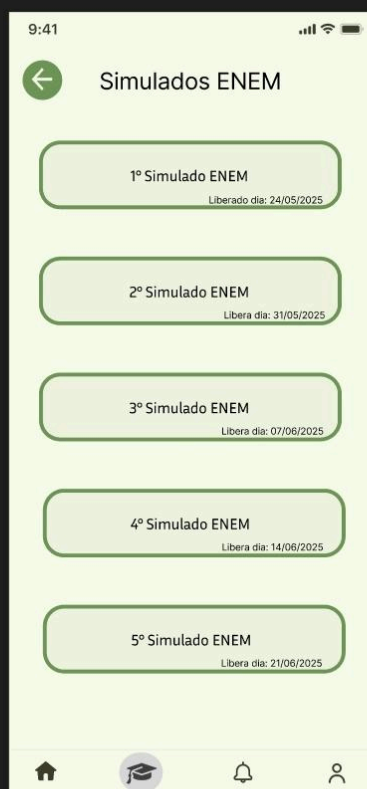 9:41
Simulados ENEM
1º Simulado ENEM
Liberado dia: 24/05/2025
2º Simulado ENEM
Libera dia: 31/05/2025
3º Simulado ENEM
Libera dia: 07/06/2025
4º Simulado ENEM
Libera dia: 14/06/2025
5º Simulado ENEM
Libera dia: 21/06/2025